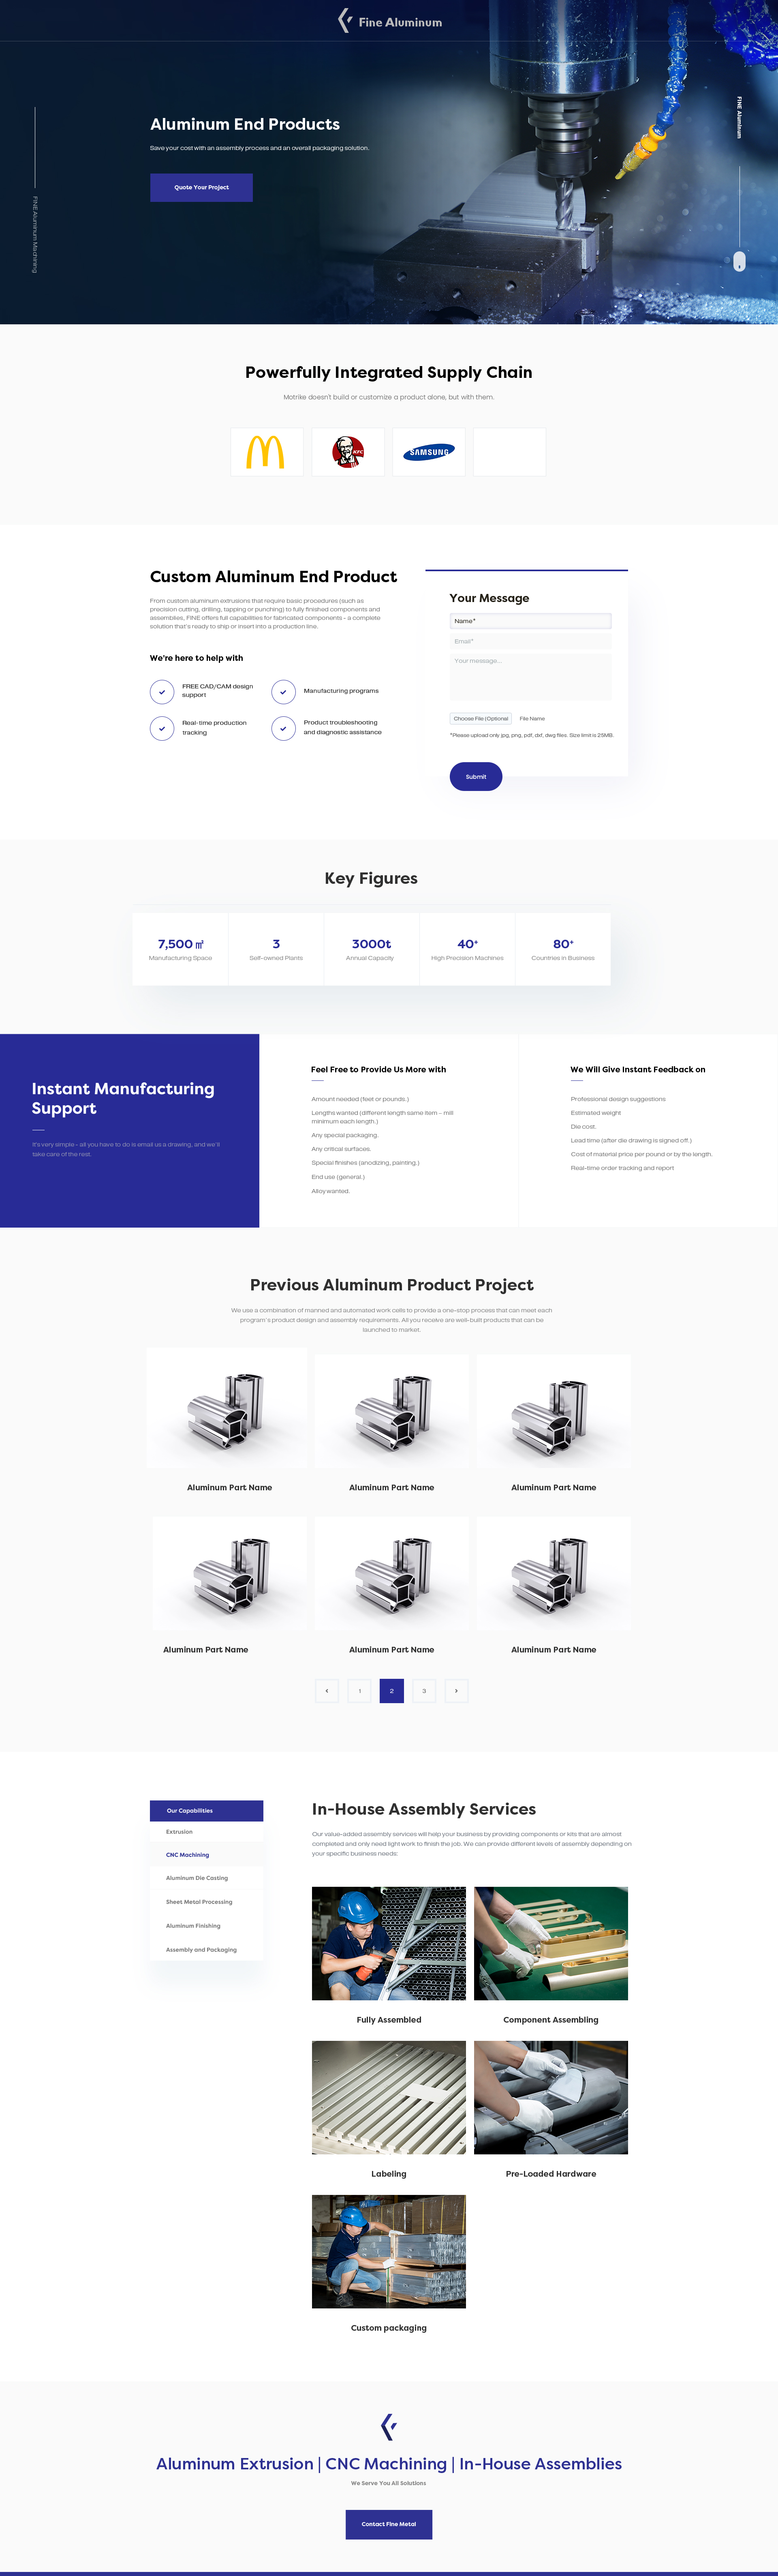 Fine Aluminum
FINE Aluminum
FINE Aluminum Machining
Aluminum End Products
Save your cost with an assembly process and an overall packaging solution.
Quote Your Project
Powerfully Integrated Supply Chain
Motrike doesn't build or customize a product alone, but with them.
KFC
SAMSUNG
Custom Aluminum End Product
From custom aluminum extrusions that require basic procedures (such as
precision cutting, drilling, tapping or punching) to fully finished components and
assemblies, FINE offers full capabilities for fabricated components - a complete
solution that's ready to ship or insert into a production line.
We're here to help with
FREE CAD/CAM design
support
Manufacturing programs
Real-time production
tracking
Product troubleshooting
and diagnostic assistance
Your Message
Name*
Email*
Your message...
Choose File (Optional
File Name
*Please upload only jpg, png, pdf, dxf, dwg files. Size limit is 25MB.
Submit
Key Figures
7,500㎡
Manufacturing Space
3
Self-owned Plants
3000t
Annual Capacity
40+
High Precision Machines
80+
Countries in Business
Instant Manufacturing
Support
It's very simple - all you have to do is email us a drawing, and we'll
take care of the rest.
Feel Free to Provide Us More with
Amount needed (feet or pounds.)
Lengths wanted (different length same item – mill
minimum each length.)
Any special packaging.
Any critical surfaces.
Special finishes (anodizing, painting.)
End use (general.)
Alloy wanted.
We Will Give Instant Feedback on
Professional design suggestions
Estimated weight
Die cost.
Lead time (after die drawing is signed off.)
Cost of material price per pound or by the length.
Real-time order tracking and report
Previous Aluminum Product Project
We use a combination of manned and automated work cells to provide a one-stop process that can meet each
program's product design and assembly requirements. All you receive are well-built products that can be
launched to market.
Aluminum Part Name
Aluminum Part Name
Aluminum Part Name
Aluminum Part Name
Aluminum Part Name
Aluminum Part Name
1
2
3
Our Capabilities
Extrusion
CNC Machining
Aluminum Die Casting
Sheet Metal Processing
Aluminum Finishing
Assembly and Packaging
In-House Assembly Services
Our value-added assembly services will help your business by providing components or kits that are almost
completed and only need light work to finish the job. We can provide different levels of assembly depending on
your specific business needs:
Fully Assembled
Component Assembling
Labeling
Pre-Loaded Hardware
Custom packaging
Aluminum Extrusion | CNC Machining | In-House Assemblies
We Serve You All Solutions
Contact Fine Metal